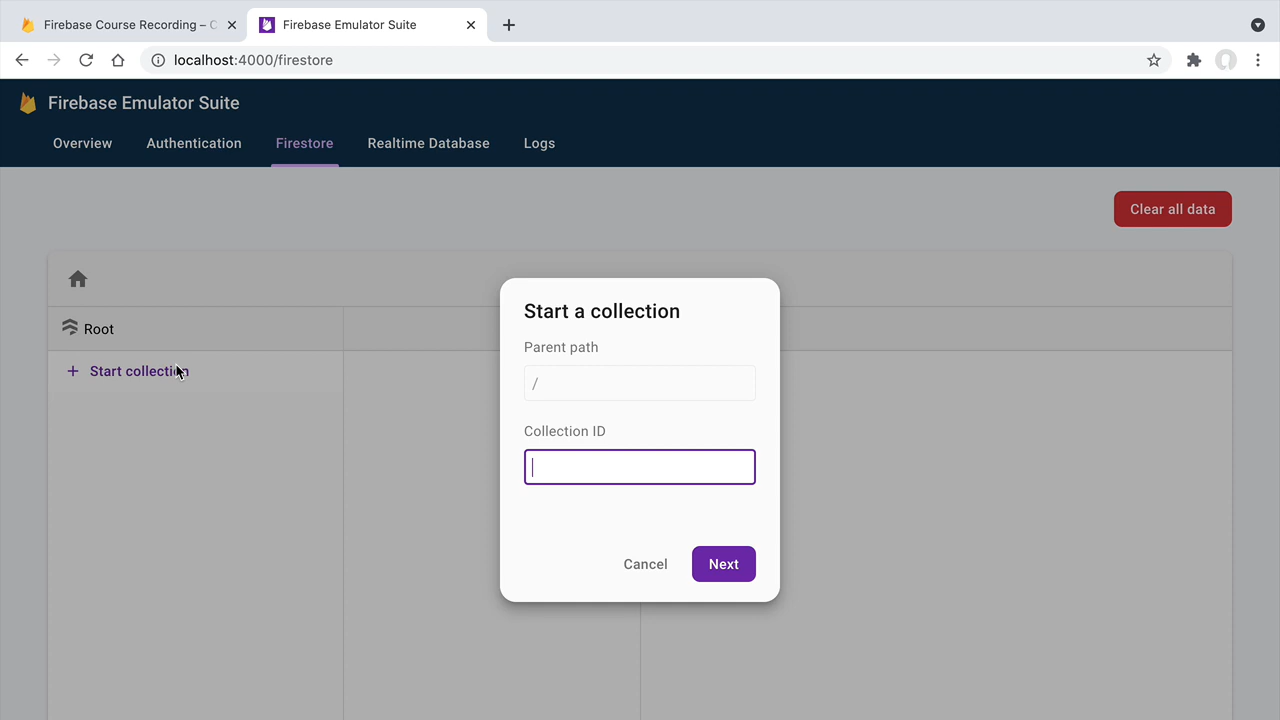 Firebase Course Recording – C
Firebase Emulator Suite
localhost:4000/firestore
Firebase Emulator Suite
Overview
Authentication
Firestore
Realtime Database
Logs
Clear all data
Root
+ Start collection
Start a collection
Parent path
/
Collection ID
Cancel
Next